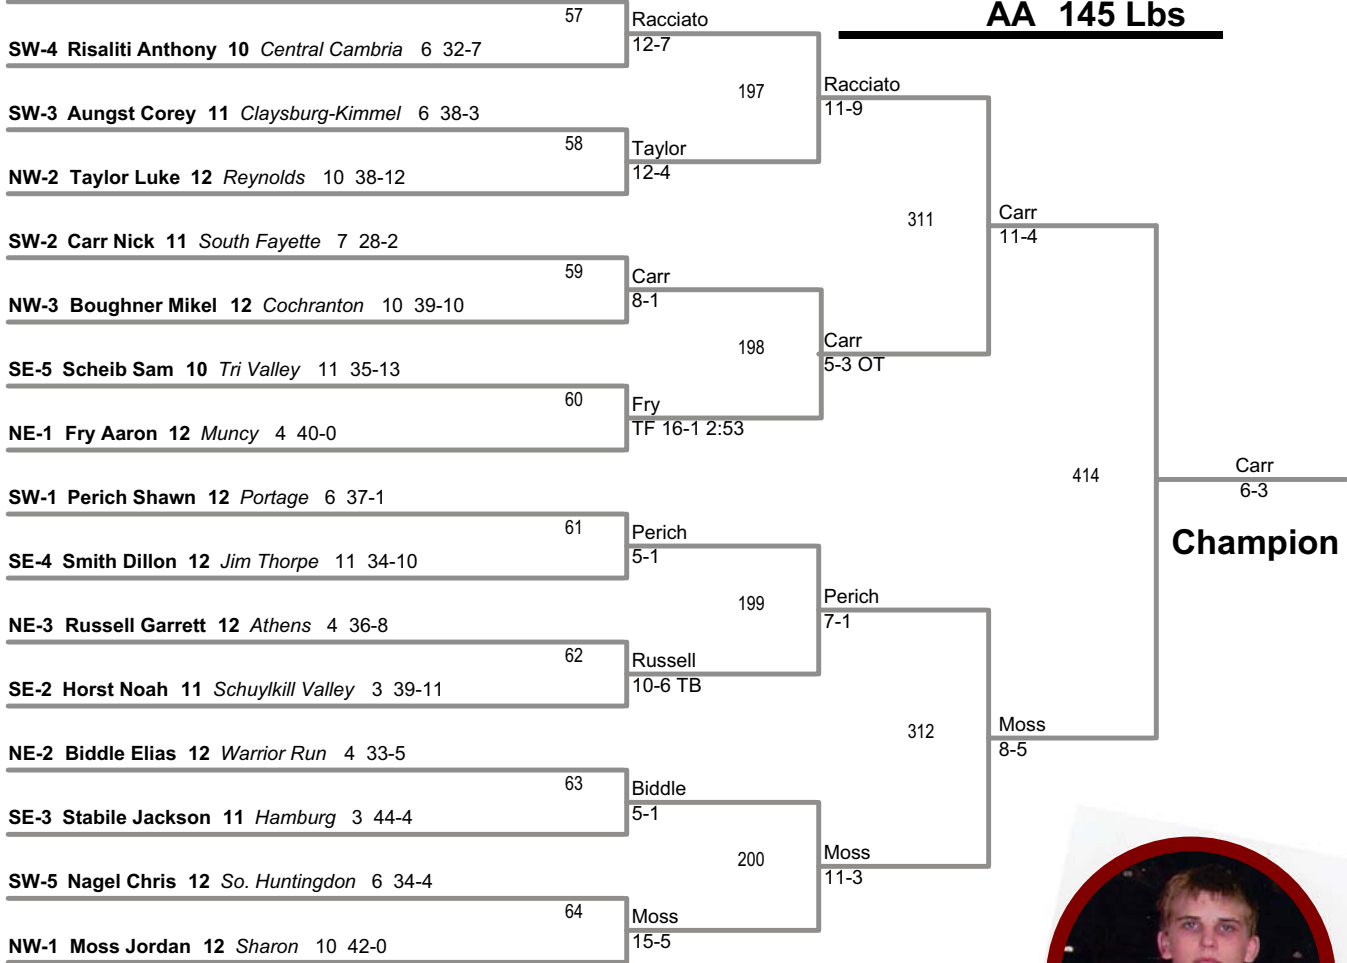 AA 145 Lbs
57
Racciato
12-7
SW-4 Risaliti Anthony 10 Central Cambria 6 32-7
197
Racciato
11-9
SW-3 Aungst Corey 11 Claysburg-Kimmel 6 38-3
58
Taylor
12-4
NW-2 Taylor Luke 12 Reynolds 10 38-12
311
Carr
11-4
SW-2 Carr Nick 11 South Fayette 7 28-2
59
Carr
8-1
NW-3 Boughner Mikel 12 Cochranton 10 39-10
198
Carr
5-3 OT
SE-5 Scheib Sam 10 Tri Valley 11 35-13
60
Fry
TF 16-1 2:53
NE-1 Fry Aaron 12 Muncy 4 40-0
414
Carr
6-3
Champion
SW-1 Perich Shawn 12 Portage 6 37-1
61
Perich
5-1
SE-4 Smith Dillon 12 Jim Thorpe 11 34-10
199
Perich
7-1
NE-3 Russell Garrett 12 Athens 4 36-8
62
Russell
10-6 TB
SE-2 Horst Noah 11 Schuylkill Valley 3 39-11
312
Moss
8-5
NE-2 Biddle Elias 12 Warrior Run 4 33-5
63
Biddle
5-1
SE-3 Stabile Jackson 11 Hamburg 3 44-4
200
Moss
11-3
SW-5 Nagel Chris 12 So. Huntingdon 6 34-4
64
Moss
15-5
NW-1 Moss Jordan 12 Sharon 10 42-0